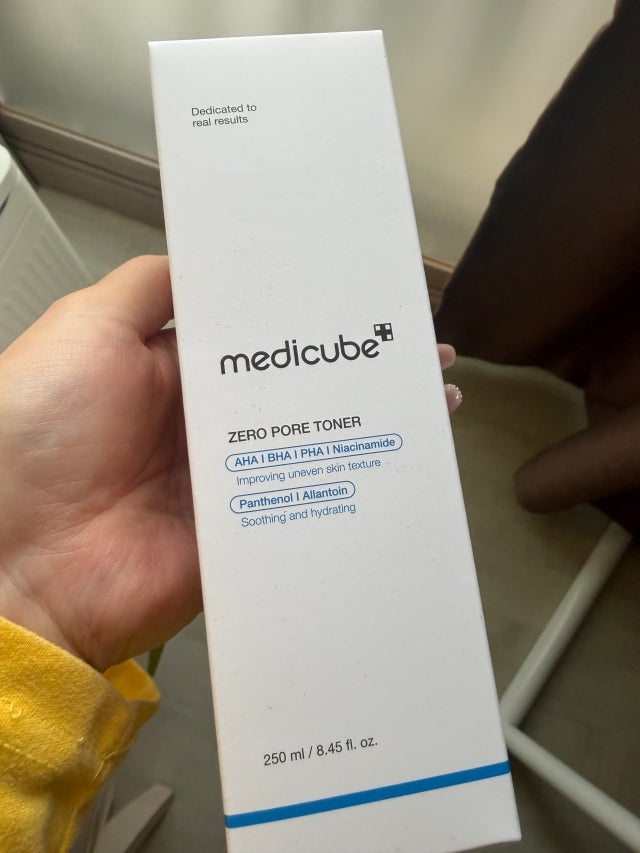 Dedicated to
real results
medicube
ZERO PORE TONER
AHA I BHA I PHA I Niacinamide
Improving uneven skin texture
Panthenol I Allantoin
Soothing and hydrating
250 ml / 8.45 fl. oz.